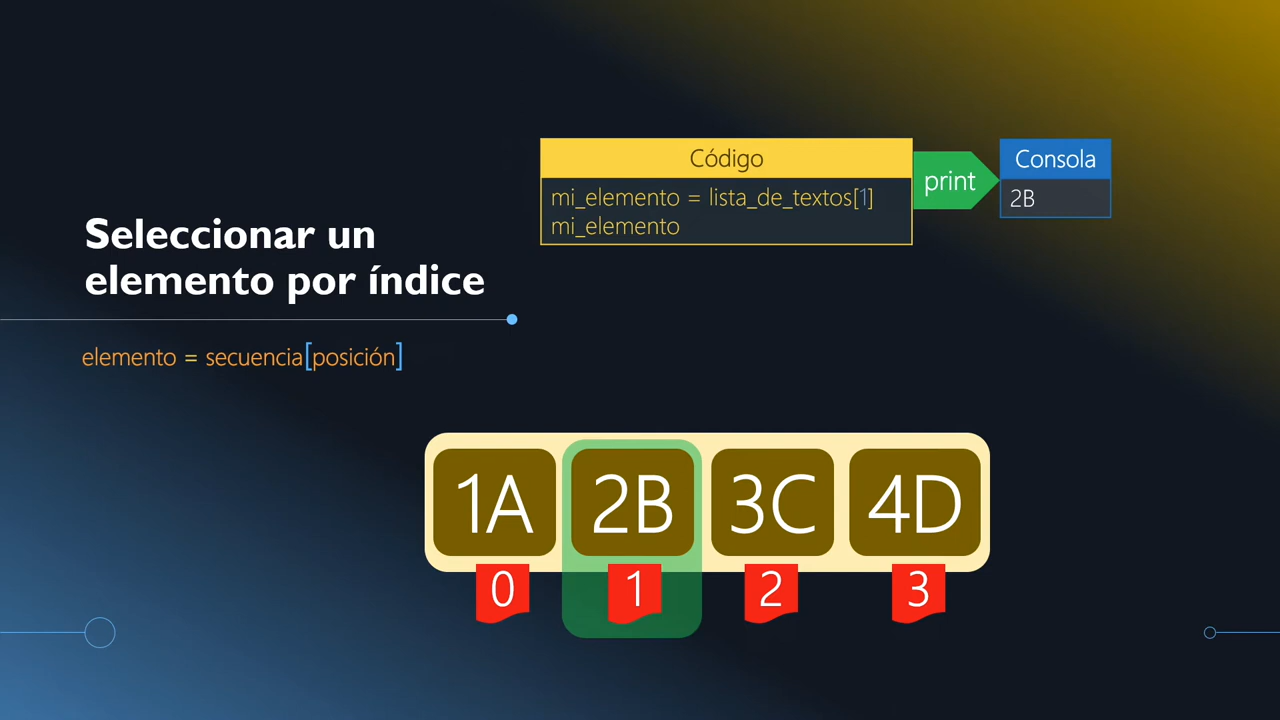 Seleccionar un
elemento por índice
elemento = secuencia[posición]
Código
mi_elemento = lista_de_textos[1]
mi_elemento
print
Consola
2B
1A 2B 3C 4D
0 1 2 3